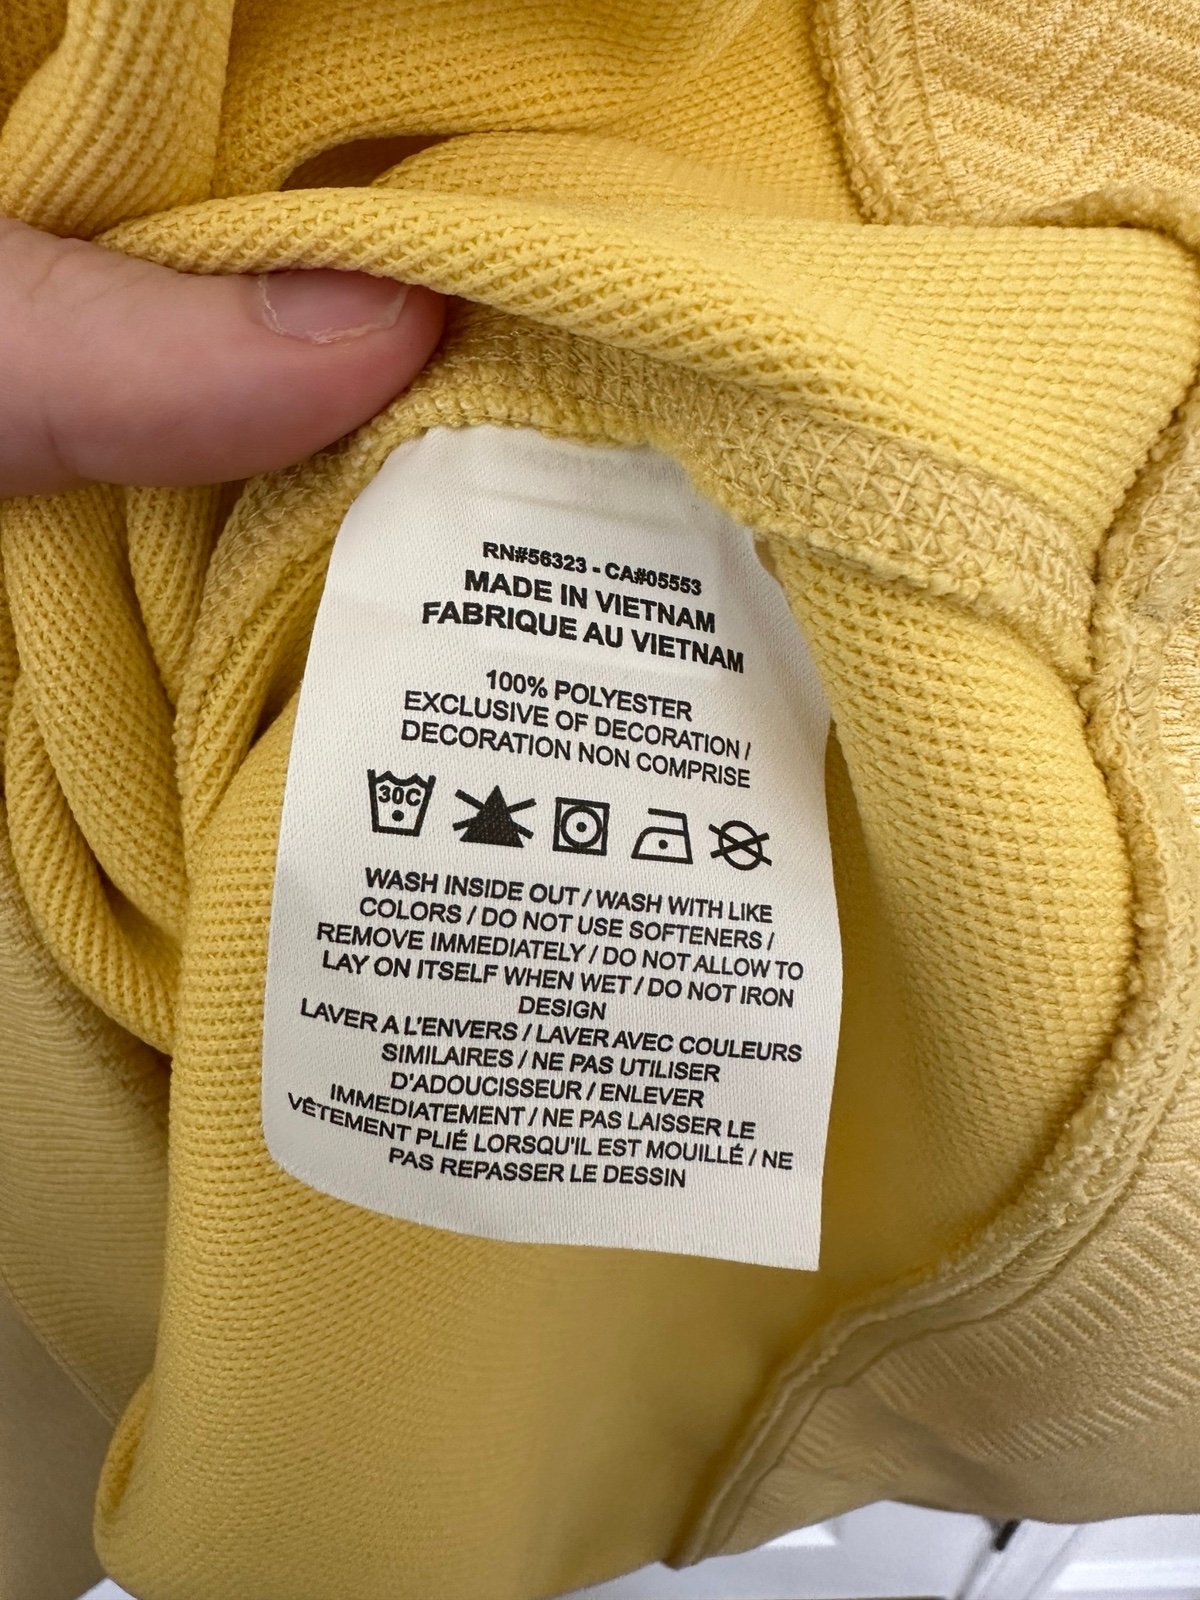 RN#56323 - CA#05553
MADE IN VIETNAM
FABRIQUE AU VIETNAM
100% POLYESTER
EXCLUSIVE OF DECORATION /
DECORATION NON COMPRISE
30C
WASH INSIDE OUT / WASH WITH LIKE
COLORS / DO NOT USE SOFTENERS /
REMOVE IMMEDIATELY / DO NOT ALLOW TO
LAY ON ITSELF WHEN WET / DO NOT IRON
DESIGN
LAVER A L'ENVERS / LAVER AVEC COULEURS
SIMILAIRES / NE PAS UTILISER
D'ADOUCISSEUR / ENLEVER
IMMEDIATEMENT / NE PAS LAISSER LE
VÊTEMENT PLIÉ LORSQU'IL EST MOUILLÉ / NE
PAS REPASSER LE DESSIN